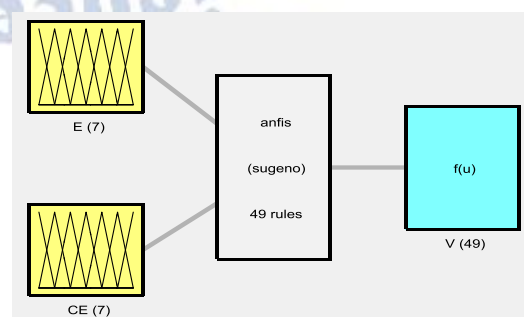 E (7)
anfis
(sugeno)
49 rules
f(u)
V (49)
CE (7)